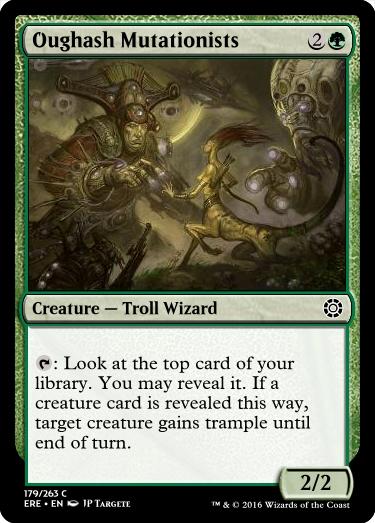 Oughash Mutationists 2
Creature — Troll Wizard
: Look at the top card of your
library. You may reveal it. If a
creature card is revealed this way,
target creature gains trample until
end of turn.
2/2
179/263 C
ERE • EN JP Targete
™ & © 2016 Wizards of the Coast